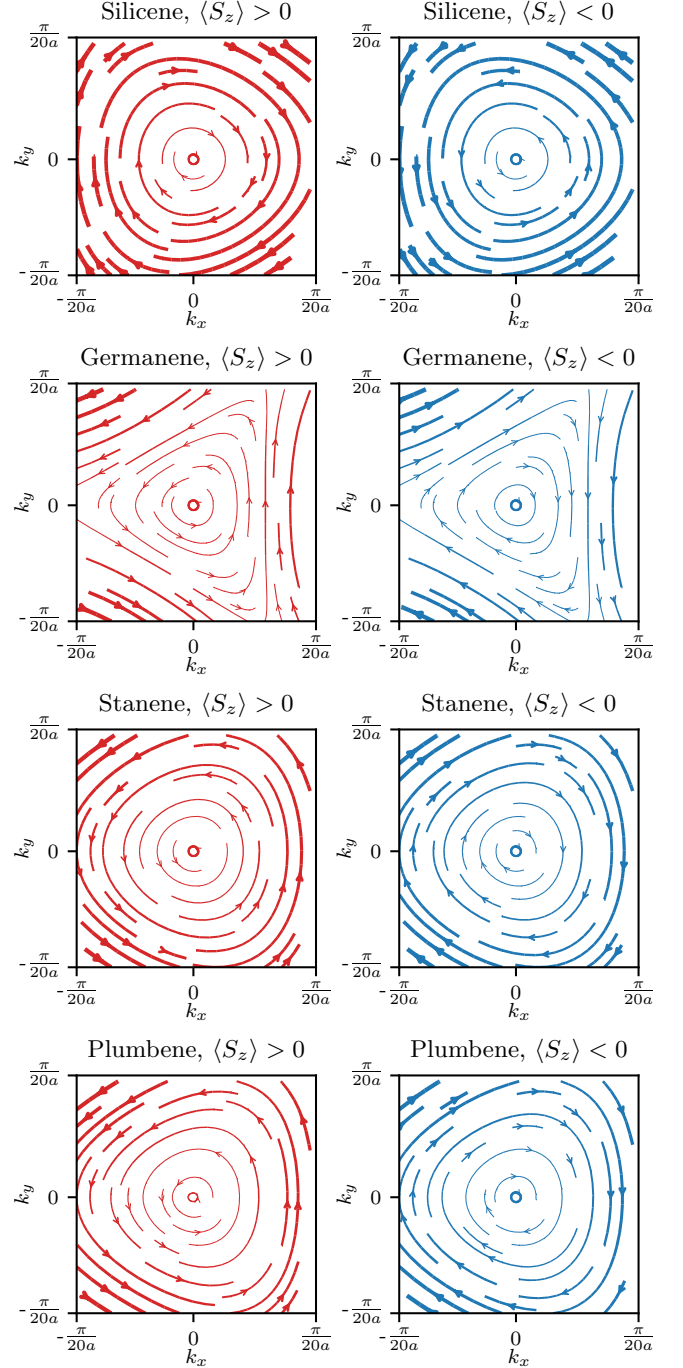 Silicene, ⟨S_z⟩ > 0
Silicene, ⟨S_z⟩ < 0
π/20a
k_y
0
-π/20a
-π/20a
0
π/20a
k_x
π/20a
k_y
0
-π/20a
-π/20a
0
π/20a
k_x
Germanene, ⟨S_z⟩ > 0
Germanene, ⟨S_z⟩ < 0
π/20a
k_y
0
-π/20a
-π/20a
0
π/20a
k_x
π/20a
k_y
0
-π/20a
-π/20a
0
π/20a
k_x
Stanene, ⟨S_z⟩ > 0
Stanene, ⟨S_z⟩ < 0
π/20a
k_y
0
-π/20a
-π/20a
0
π/20a
k_x
π/20a
k_y
0
-π/20a
-π/20a
0
π/20a
k_x
Plumbene, ⟨S_z⟩ > 0
Plumbene, ⟨S_z⟩ < 0
π/20a
k_y
0
-π/20a
-π/20a
0
π/20a
k_x
π/20a
k_y
0
-π/20a
-π/20a
0
π/20a
k_x